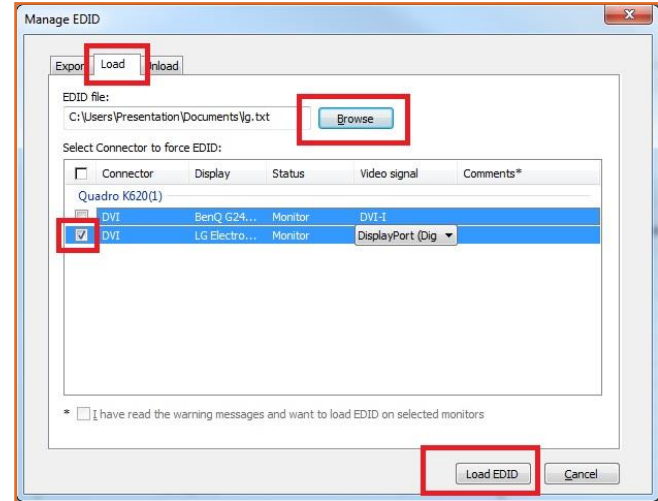 Manage EDID
Export Load Unload
EDID file:
C:\Users\Presentation\Documents\lg.txt Browse
Select Connector to force EDID:
Connector Display Status Video signal Comments*
Quadro K620(1)
DVI BenQ G24... Monitor DVI-I
DVI LG Electro... Monitor DisplayPort (Dig
* I have read the warning messages and want to load EDID on selected monitors
Load EDID Cancel